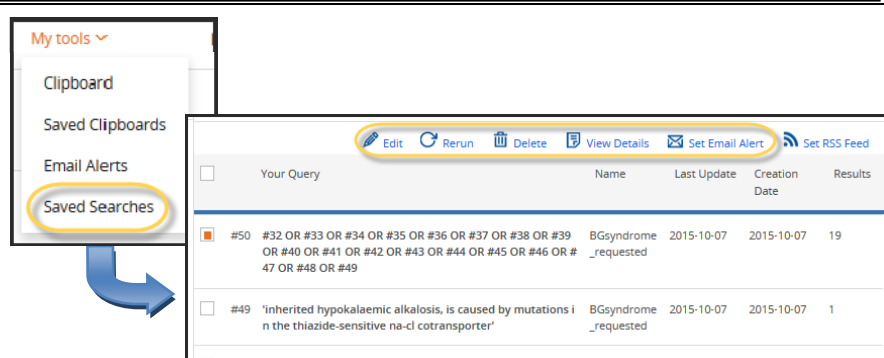 My tools
Clipboard
Saved Clipboards
Email Alerts
Saved Searches
Edit Rerun Delete View Details Set Email Alert Set RSS Feed
Your Query Name Last Update Creation Results
Date
#50 #32 OR #33 OR #34 OR #35 OR #36 OR #37 OR #38 OR #39 BGsyndrome 2015-10-07 2015-10-07 19
OR #40 OR #41 OR #42 OR #43 OR #44 OR #45 OR #46 OR # _requested
47 OR #48 OR #49
#49 'inherited hypokalaemic alkalosis, is caused by mutations i BGsyndrome 2015-10-07 2015-10-07 1
n the thiazide-sensitive na-cl cotransporter' _requested